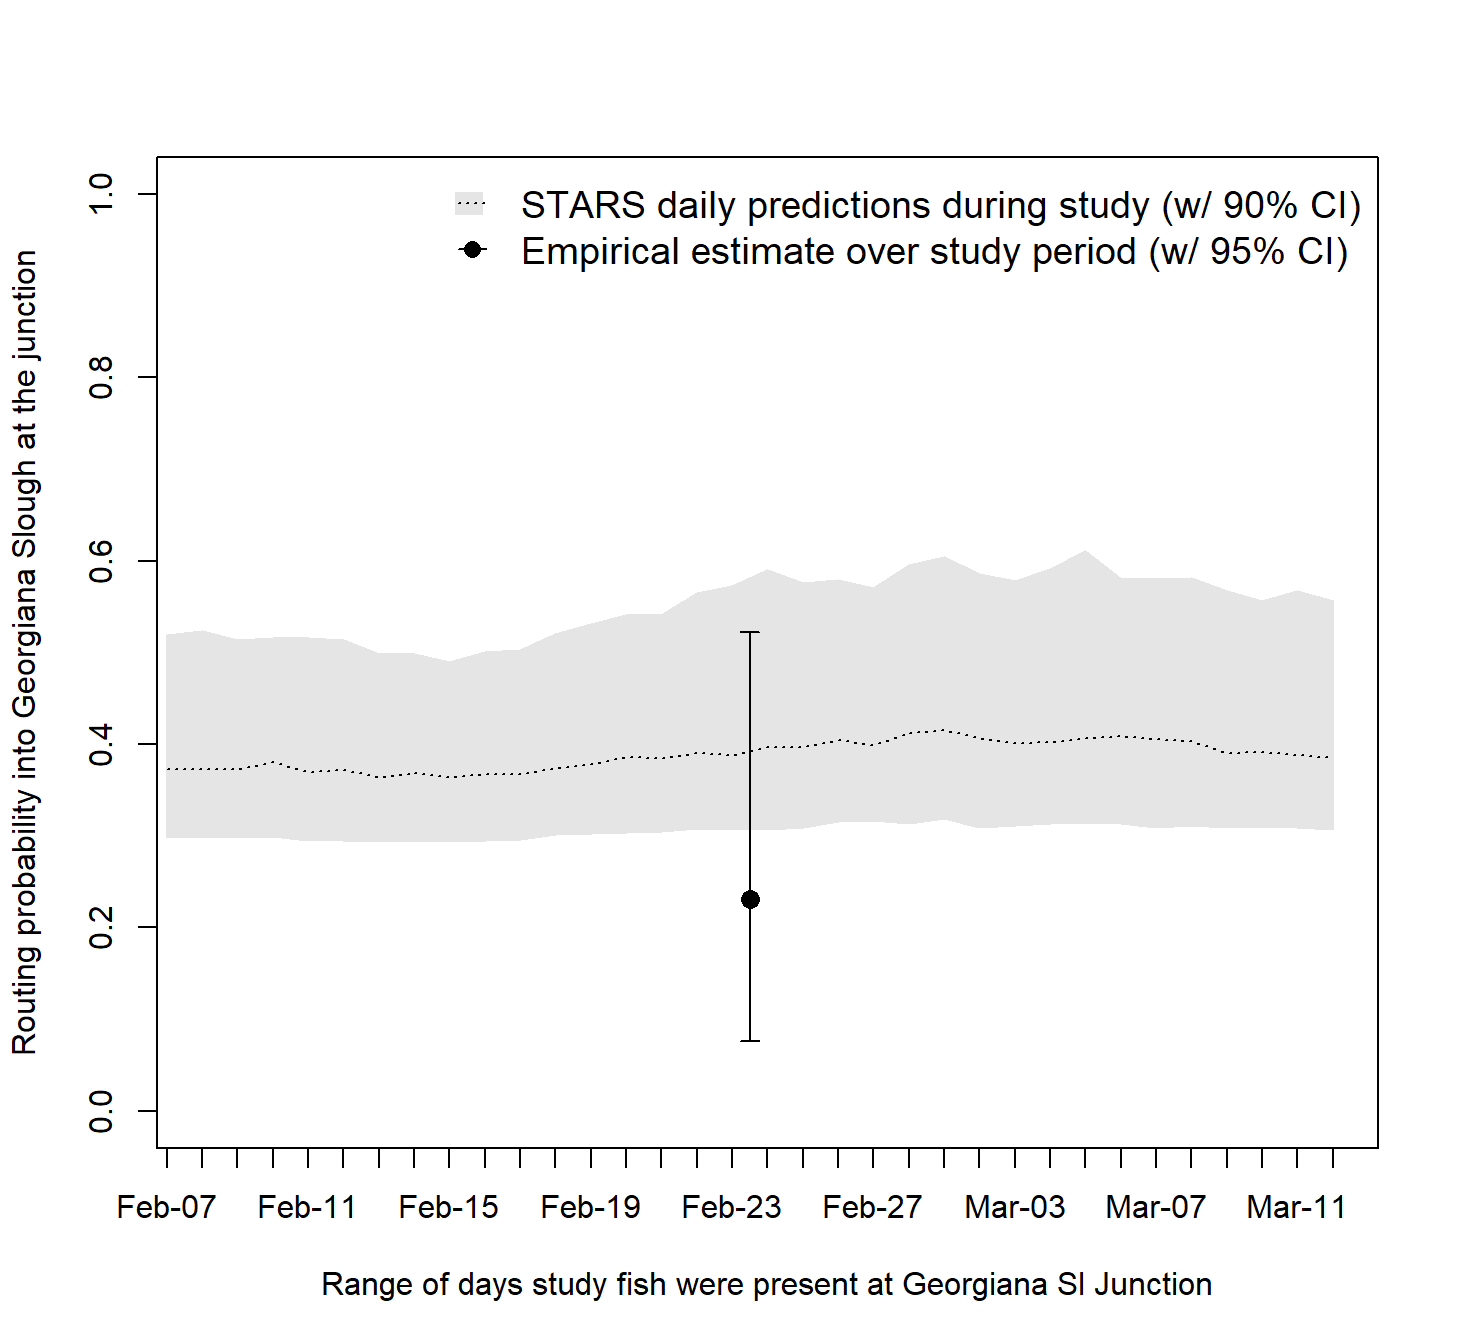 STARS daily predictions during study (w/ 90% CI)
Empirical estimate over study period (w/ 95% CI)
Routing probability into Georgiana Slough at the junction
1.0
0.8
0.6
0.4
0.2
0.0
Feb-07 Feb-11 Feb-15 Feb-19 Feb-23 Feb-27 Mar-03 Mar-07 Mar-11
Range of days study fish were present at Georgiana Sl Junction